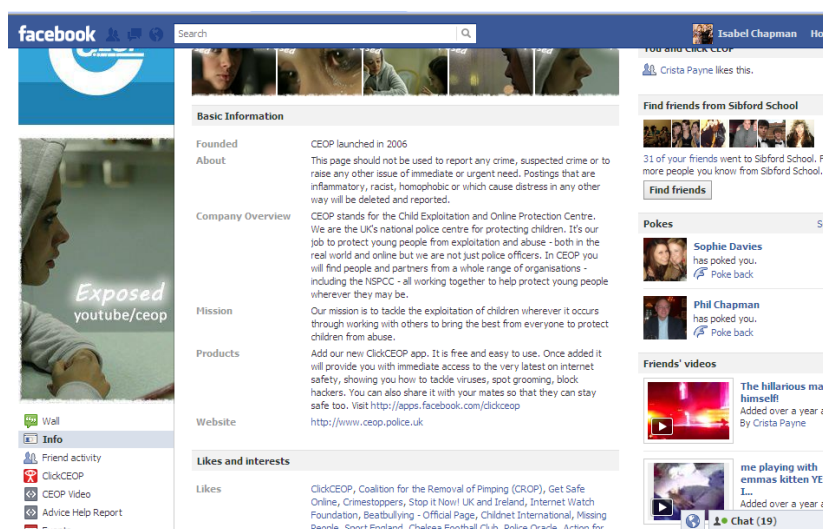 facebook
Search
Isabel Chapman
CEOP
You and Click CEOP
Crista Payne likes this.
Basic Information
Founded
CEOP launched in 2006
About
This page should not be used to report any crime, suspected crime or to
raise any other issue of immediate or urgent need. Postings that are
inflammatory, racist, homophobic or which cause distress in any other
way will be deleted and reported.
Company Overview
CEOP stands for the Child Exploitation and Online Protection Centre.
We are the UK's national police centre for protecting children. It's our
job to protect young people from exploitation and abuse - both in the
real world and online but we are not just police officers. In CEOP you
will find people and partners from a whole range of organisations -
including the NSPCC - all working together to help protect young people
wherever they may be.
Mission
Our mission is to tackle the exploitation of children wherever it occurs
through working with others to bring the best from everyone to protect
children from abuse.
Products
Add our new ClickCEOP app. It is free and easy to use. Once added it
will provide you with immediate access to the very latest on internet
safety, showing you how to tackle viruses, spot grooming, block
hackers. You can also share it with your mates so that they can stay
safe too. Visit http://apps.facebook.com/clickceop
Website
http://www.ceop.police.uk
Likes and interests
Likes
ClickCEOP, Coalition for the Removal of Pimping (CROP), Get Safe
Online, Crimestoppers, Stop it Now! UK and Ireland, Internet Watch
Foundation, Beatbullying - Official Page, Childnet International, Missing
People, Sport England, Chelsea Football Club, Police Oracle, Action for
Exposed
youtube/ceop
Wall
Info
Friend activity
ClickCEOP
CEOP Video
Advice Help Report
Events
Find friends from Sibford School
31 of your friends went to Sibford School.
more people you know from Sibford School.
Find friends
Pokes
Sophie Davies
has poked you.
Poke back
Phil Chapman
has poked you.
Poke back
Friends' videos
The hillarious
himself!
Added over a year
By Crista Payne
me playing with
emmas kitten
I...
Added over a year
Chat (19)